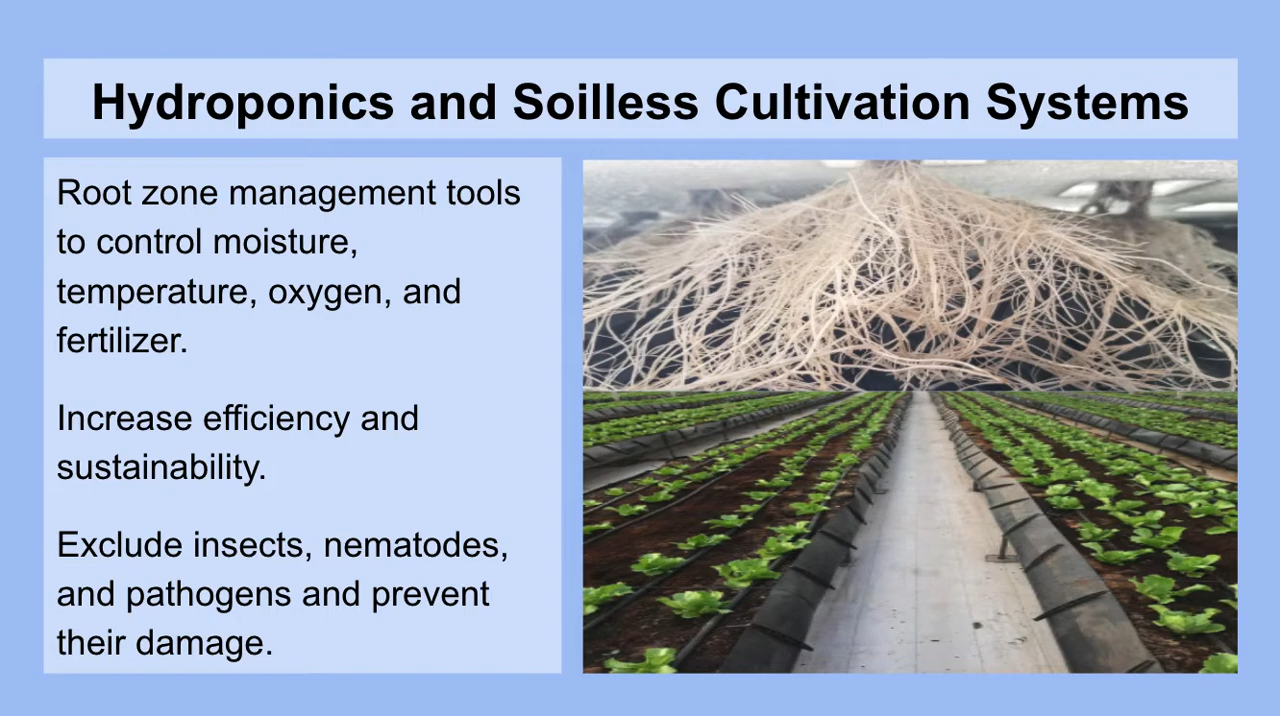 Hydroponics and Soilless Cultivation Systems
Root zone management tools
to control moisture,
temperature, oxygen, and
fertilizer.
Increase efficiency and
sustainability.
Exclude insects, nematodes,
and pathogens and prevent
their damage.